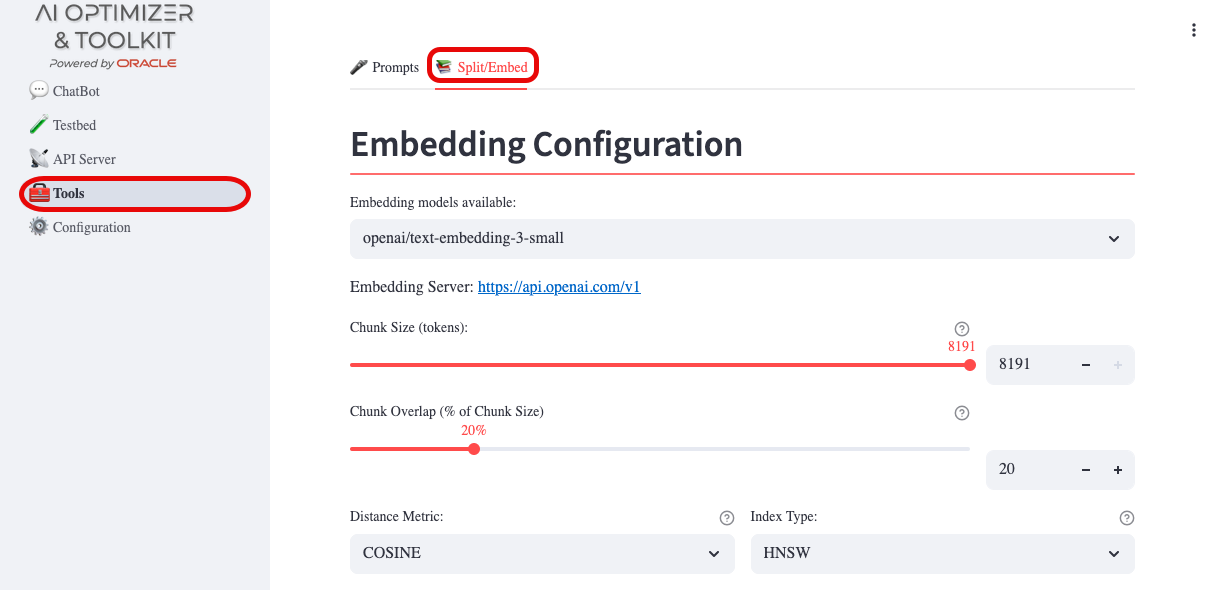 AI OPTIMIZER
& TOOLKIT
Powered by ORACLE
ChatBot
Testbed
API Server
Tools
Configuration
Prompts
Split/Embed
Embedding Configuration
Embedding models available:
openai/text-embedding-3-small
Embedding Server: https://api.openai.com/v1
Chunk Size (tokens):
8191
8191
Chunk Overlap (% of Chunk Size)
20%
20
Distance Metric:
Index Type:
COSINE
HNSW